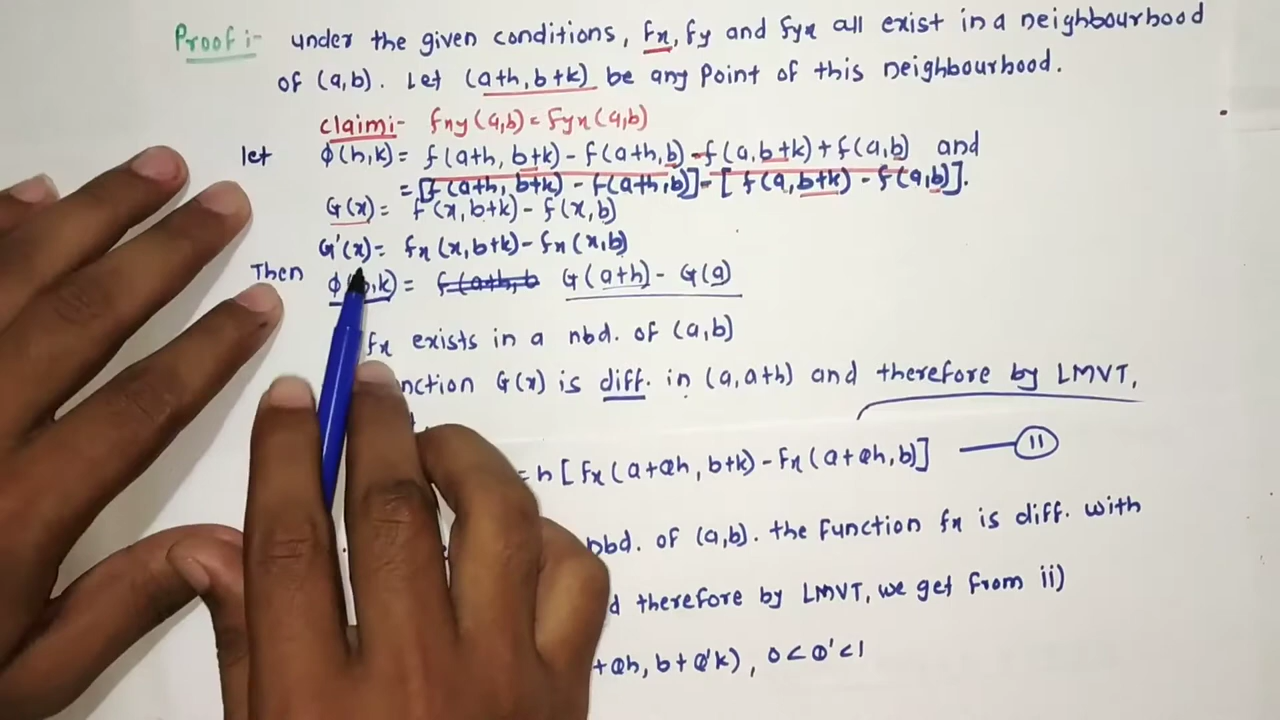 Proof :- under the given conditions, fx, fy and fyx all exist in a neighbourhood
of (a,b). Let (a+h, b+k) be any point of this neighbourhood.
claim:- fxy (a,b) = fyx (a,b)
let ϕ(h,k) = f(a+h, b+k) - f(a+h, b) - f(a, b+k) + f(a,b) and
= [f(a+h, b+k) - f(a+h, b)] - [f(a, b+k) - f(a,b)].
G(x) = f(x, b+k) - f(x, b)
G'(x) = fx (x, b+k) - fx (x, b)
Then ϕ(h,k) = f(a+h, b G(a+h) - G(a)
fx exists in a nbd. of (a,b)
G(x) is diff. in (a, a+h) and therefore by LMVT,
= h [fx (a+θh, b+k) - fx (a+θh, b)] — ii
nbd. of (a,b). the function fx is diff. with
therefore by LMVT, we get from ii)
+θh, b+θ'k), 0<θ'<1